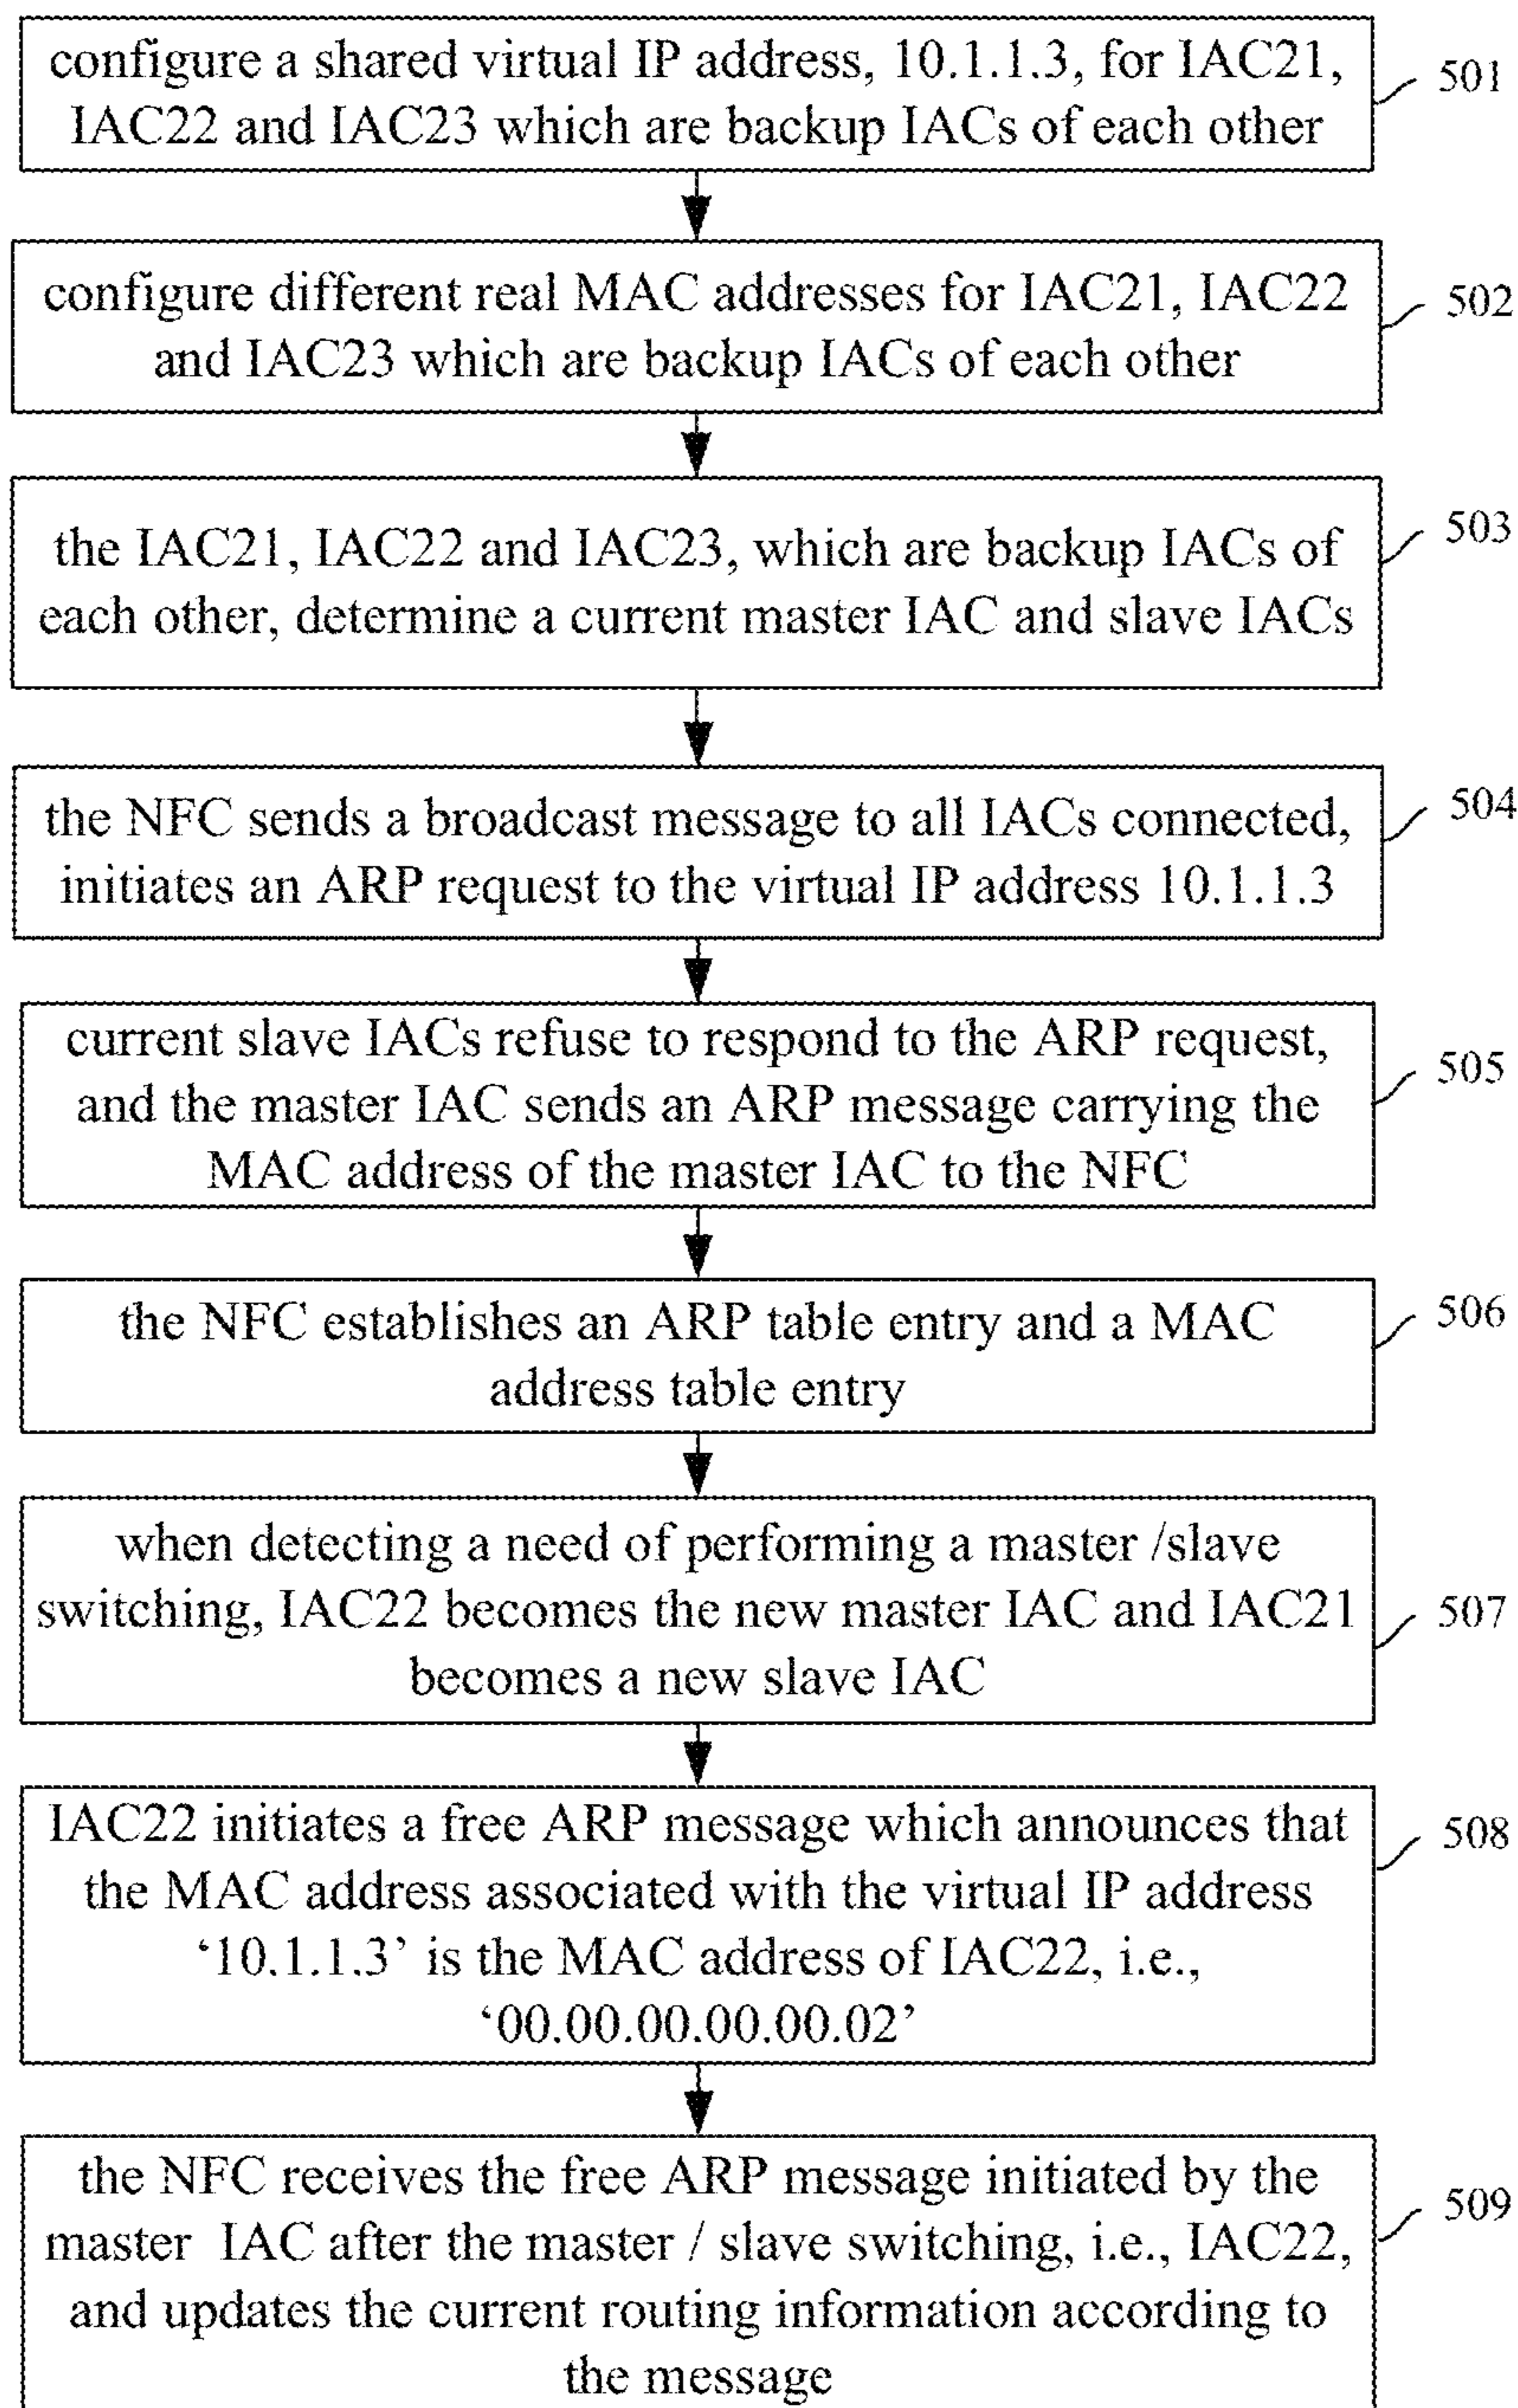 configure a shared virtual IP address, 10.1.1.3, for IAC21,
IAC22 and IAC23 which are backup IACs of each other
501
configure different real MAC addresses for IAC21, IAC22
and IAC23 which are backup IACs of each other
502
the IAC21, IAC22 and IAC23, which are backup IACs of
each other, determine a current master IAC and slave IACs
503
the NFC sends a broadcast message to all IACs connected,
initiates an ARP request to the virtual IP address 10.1.1.3
504
current slave IACs refuse to respond to the ARP request,
and the master IAC sends an ARP message carrying the
MAC address of the master IAC to the NFC
505
the NFC establishes an ARP table entry and a MAC
address table entry
506
when detecting a need of performing a master /slave
switching, IAC22 becomes the new master IAC and IAC21
becomes a new slave IAC
507
IAC22 initiates a free ARP message which announces that
the MAC address associated with the virtual IP address
‘10.1.1.3’ is the MAC address of IAC22, i.e.,
‘00.00.00.00.00.02’
508
the NFC receives the free ARP message initiated by the
master IAC after the master / slave switching, i.e., IAC22,
and updates the current routing information according to
the message
509